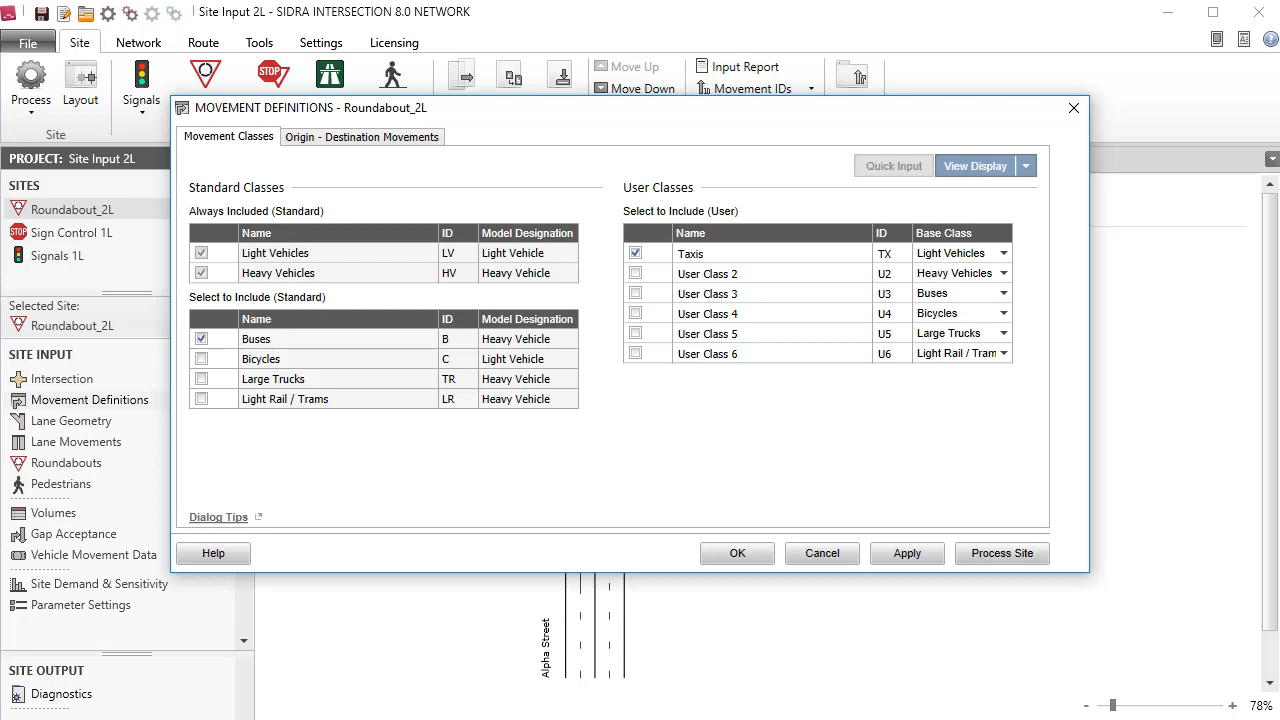 Site Input 2L - SIDRA INTERSECTION 8.0 NETWORK
File Site Network Route Tools Settings Licensing
Process
Layout
Signals
STOP
Site
Move Up
Move Down
Input Report
Movement IDs
MOVEMENT DEFINITIONS - Roundabout_2L
Movement Classes Origin - Destination Movements
Quick Input View Display
PROJECT: Site Input 2L
SITES
Roundabout_2L
STOP Sign Control 1L
Signals 1L
Selected Site:
Roundabout_2L
SITE INPUT
Intersection
Movement Definitions
Lane Geometry
Lane Movements
Roundabouts
Pedestrians
Volumes
Gap Acceptance
Vehicle Movement Data
Site Demand & Sensitivity
Parameter Settings
SITE OUTPUT
Diagnostics
Standard Classes
Always Included (Standard)
Name ID Model Designation
Light Vehicles LV Light Vehicle
Heavy Vehicles HV Heavy Vehicle
Select to Include (Standard)
Name ID Model Designation
Buses B Heavy Vehicle
Bicycles C Light Vehicle
Large Trucks TR Heavy Vehicle
Light Rail / Trams LR Heavy Vehicle
User Classes
Select to Include (User)
Name ID Base Class
Taxis TX Light Vehicles
User Class 2 U2 Heavy Vehicles
User Class 3 U3 Buses
User Class 4 U4 Bicycles
User Class 5 U5 Large Trucks
User Class 6 U6 Light Rail / Tram
Dialog Tips
Help OK Cancel Apply Process Site
Alpha Street
- + 78%